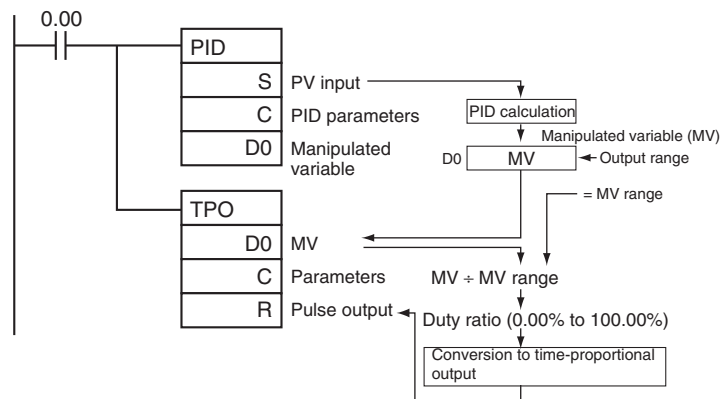 0.00
PID
S PV input
C PID parameters
D0 Manipulated variable
PID calculation
Manipulated variable (MV)
D0 MV Output range
= MV range
TPO
D0 MV
C Parameters
R Pulse output
MV ÷ MV range
Duty ratio (0.00% to 100.00%)
Conversion to time-proportional
output